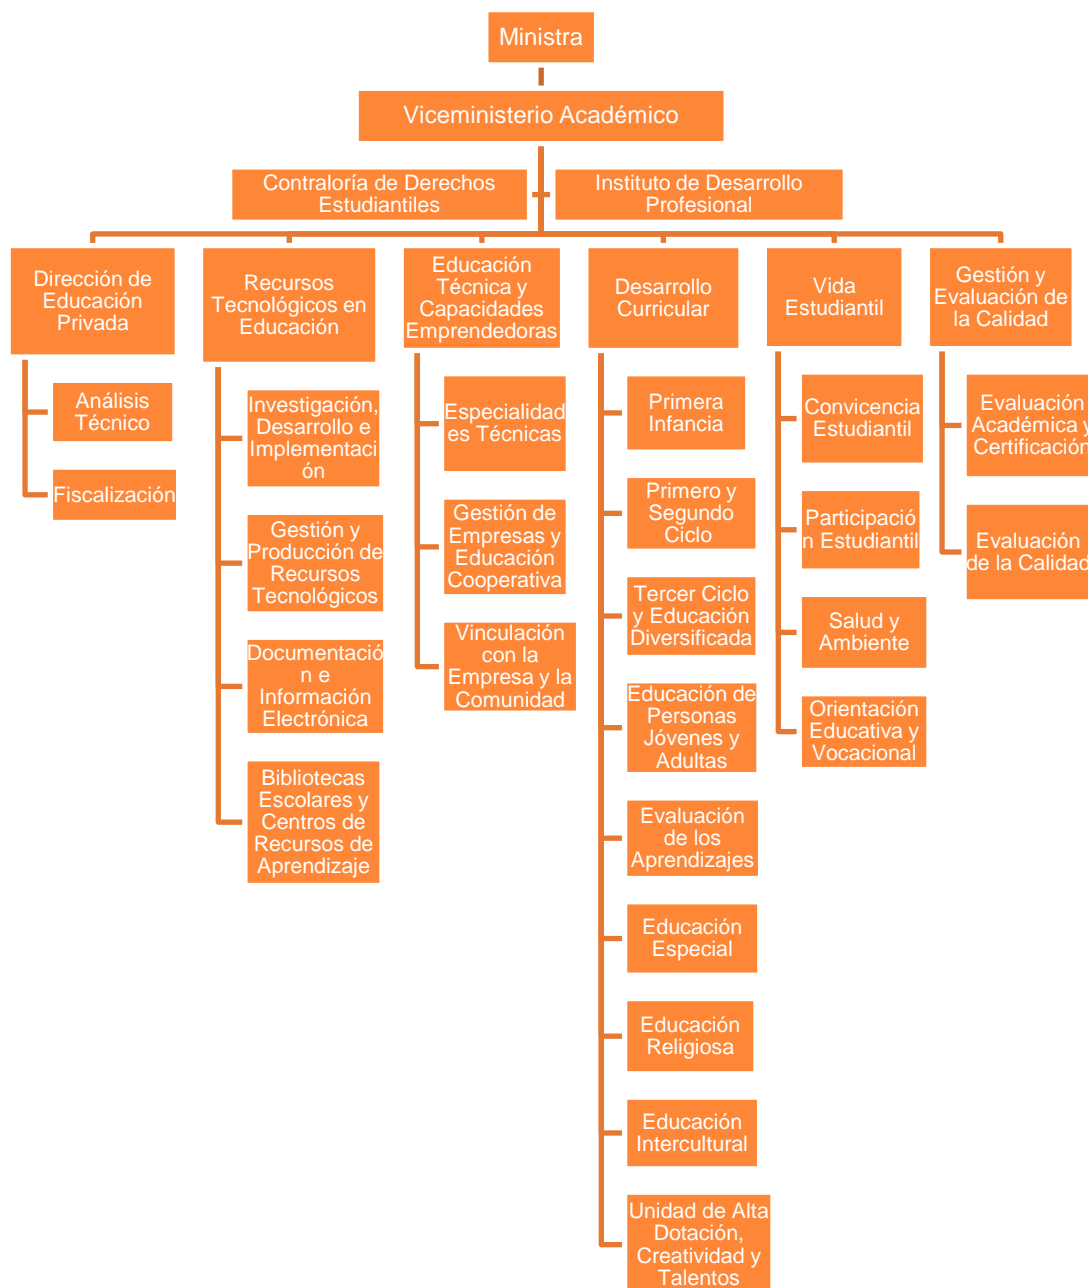 Ministra
Viceministerio Académico
Contraloría de Derechos
Estudiantiles
Instituto de Desarrollo
Profesional
Dirección de
Educación
Privada
Análisis
Técnico
Fiscalización
Recursos
Tecnológicos en
Educación
Investigación,
Desarrollo e
Implementaci
ón
Gestión y
Producción de
Recursos
Tecnológicos
Documentació
n e
Información
Electrónica
Bibliotecas
Escolares y
Centros de
Recursos de
Aprendizaje
Educación
Técnica y
Capacidades
Emprendedoras
Especialidad
es Técnicas
Gestión de
Empresas y
Educación
Cooperativa
Vinculación
con la
Empresa y la
Comunidad
Desarrollo
Curricular
Primera
Infancia
Primero y
Segundo
Ciclo
Tercer Ciclo
y Educación
Diversificada
Educación de
Personas
Jóvenes y
Adultas
Evaluación
de los
Aprendizajes
Educación
Especial
Educación
Religiosa
Educación
Intercultural
Unidad de Alta
Dotación,
Creatividad y
Talentos
Vida
Estudiantil
Convicencia
Estudiantil
Participació
n Estudiantil
Salud y
Ambiente
Orientación
Educativa y
Vocacional
Gestión y
Evaluación de
la Calidad
Evaluación
Académica y
Certificación
Evaluación
de la Calidad